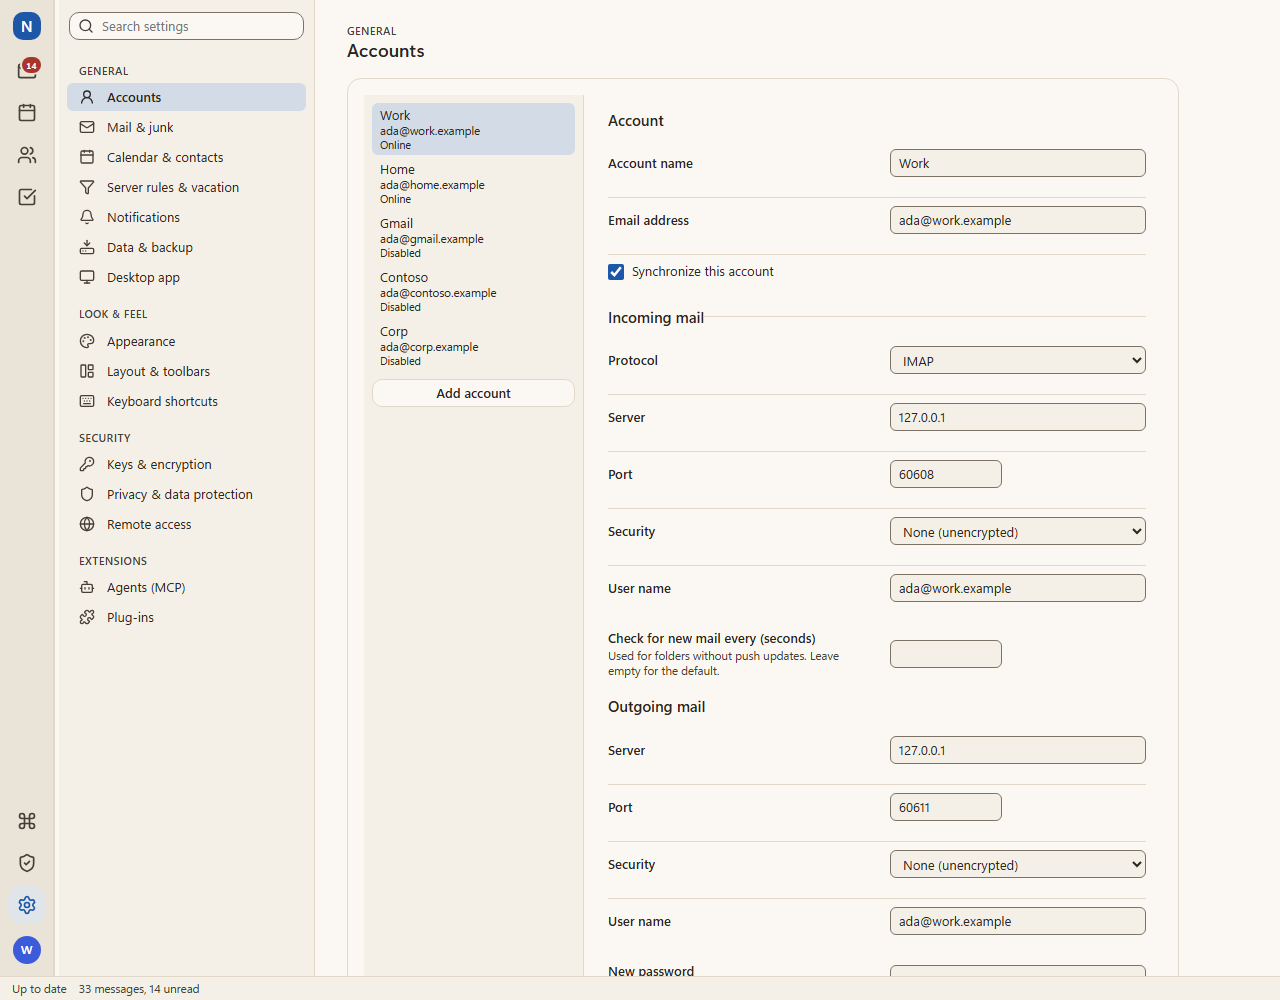 N
14
W
Search settings
GENERAL
Accounts
Mail & junk
Calendar & contacts
Server rules & vacation
Notifications
Data & backup
Desktop app
LOOK & FEEL
Appearance
Layout & toolbars
Keyboard shortcuts
SECURITY
Keys & encryption
Privacy & data protection
Remote access
EXTENSIONS
Agents (MCP)
Plug-ins
GENERAL
Accounts
Work
ada@work.example
Online
Home
ada@home.example
Online
Gmail
ada@gmail.example
Disabled
Contoso
ada@contoso.example
Disabled
Corp
ada@corp.example
Disabled
Add account
Account
Account name
Work
Email address
ada@work.example
Synchronize this account
Incoming mail
Protocol
IMAP
Server
127.0.0.1
Port
60608
Security
None (unencrypted)
User name
ada@work.example
Check for new mail every (seconds)
Used for folders without push updates. Leave
empty for the default.
Outgoing mail
Server
127.0.0.1
Port
60611
Security
None (unencrypted)
User name
ada@work.example
New password
Up to date
33 messages, 14 unread